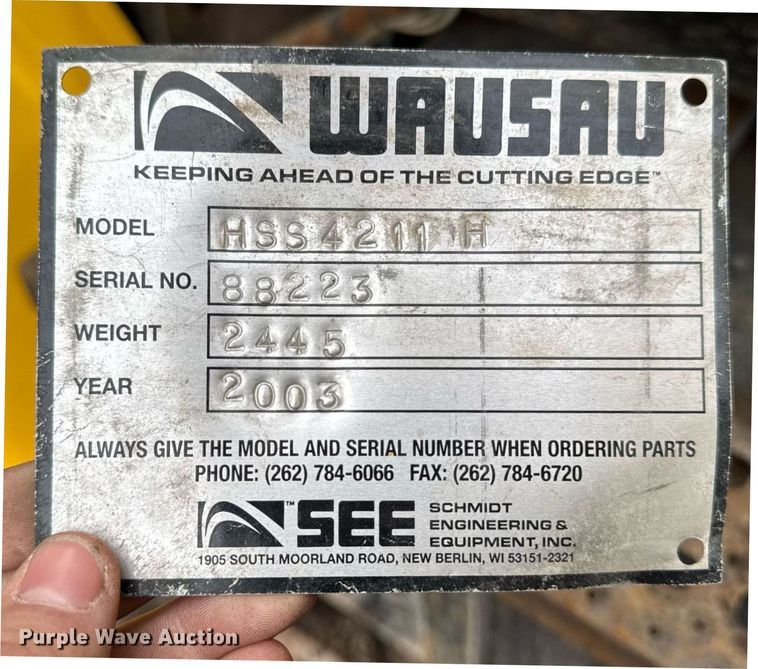 WAUSAU
KEEPING AHEAD OF THE CUTTING EDGE™
MODEL HSS4211 H
SERIAL NO. 88223
WEIGHT 2445
YEAR 2003
ALWAYS GIVE THE MODEL AND SERIAL NUMBER WHEN ORDERING PARTS
PHONE: (262) 784-6066 FAX: (262) 784-6720
™ SEE SCHMIDT
ENGINEERING &
EQUIPMENT, INC.
1905 SOUTH MOORLAND ROAD, NEW BERLIN, WI 53151-2321
Purple Wave Auction